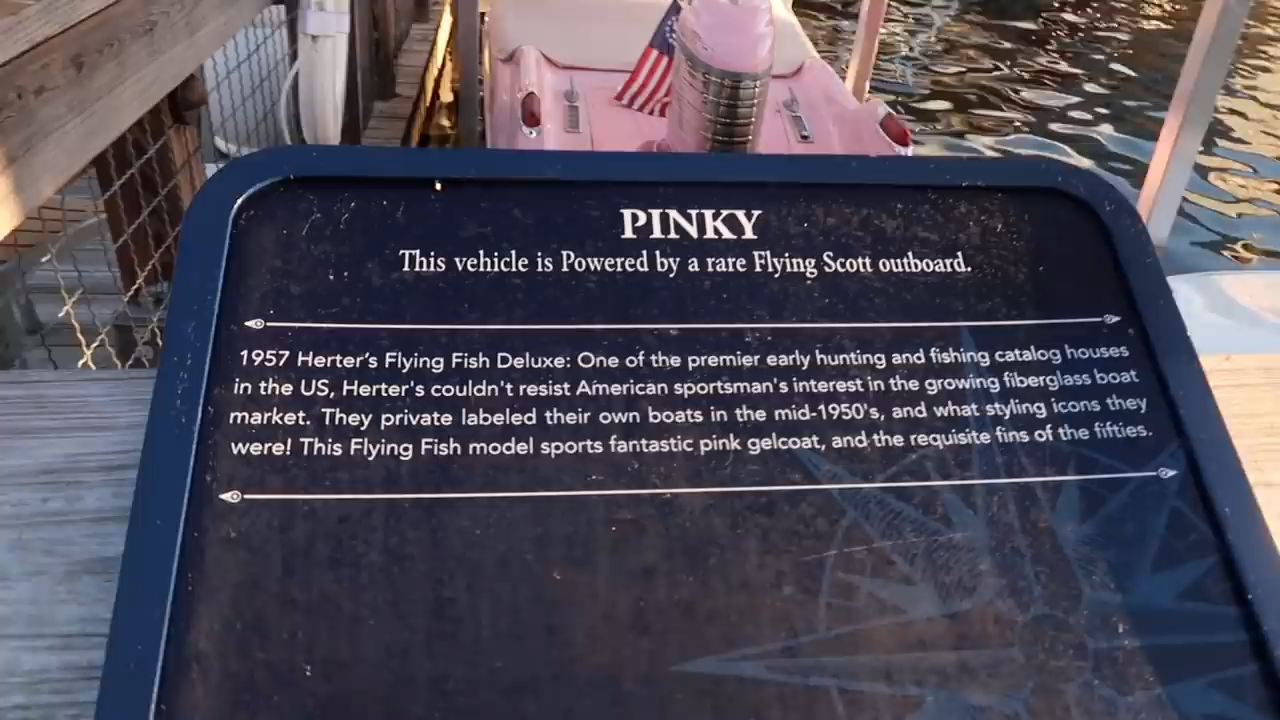 PINKY
This vehicle is Powered by a rare Flying Scott outboard.
1957 Herter's Flying Fish Deluxe: One of the premier early hunting and fishing catalog houses
in the US, Herter's couldn't resist American sportsman's interest in the growing fiberglass boat
market. They private labeled their own boats in the mid-1950's, and what styling icons they
were! This Flying Fish model sports fantastic pink gelcoat, and the requisite fins of the fifties.